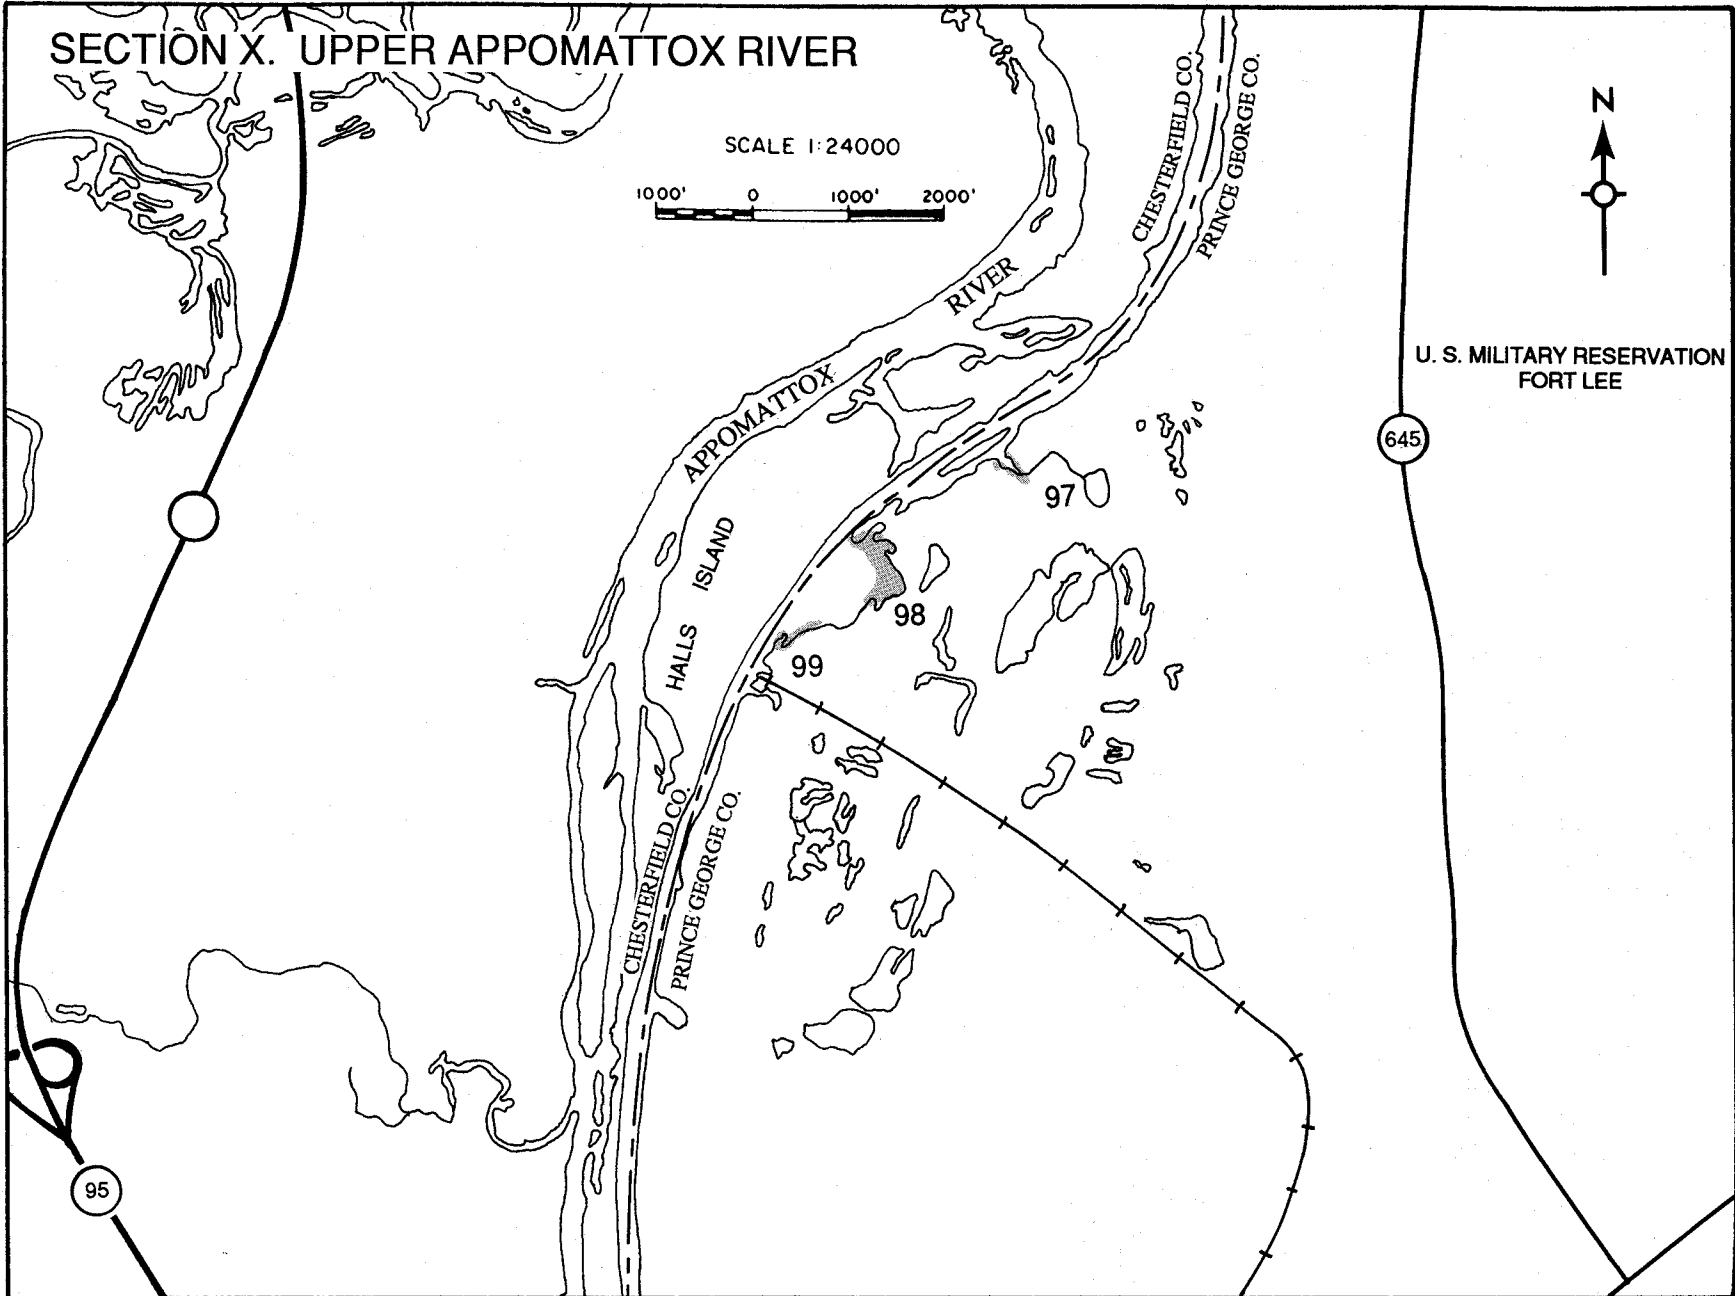 SECTION X. UPPER APPOMATTOX RIVER
SCALE 1:24000
1000' 0 1000' 2000'
CHESTERFIELD CO.
PRINCE GEORGE CO.
N
RIVER
U. S. MILITARY RESERVATION
FORT LEE
APPOMATTOX
645
97
HALLS ISLAND
98
99
CHESTERFIELD CO.
PRINCE GEORGE CO.
95